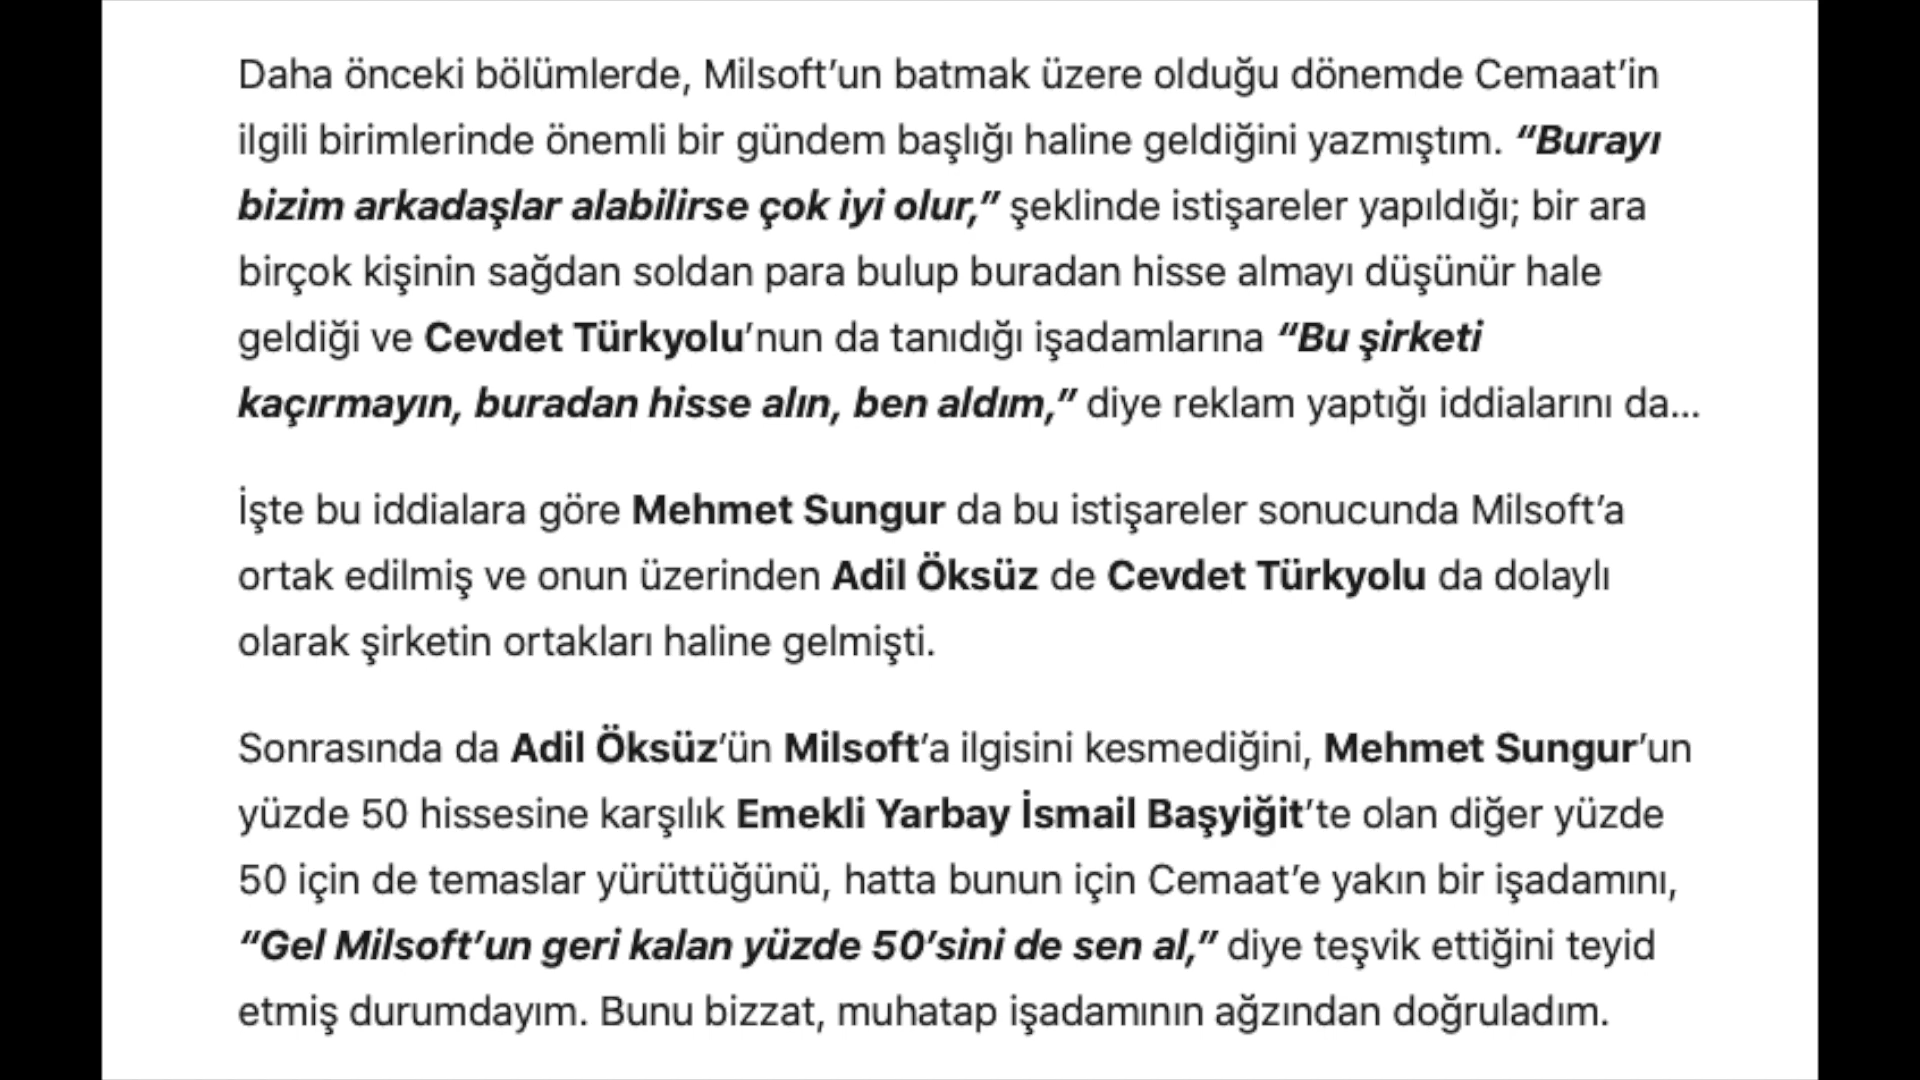 Daha önceki bölümlerde, Milsoft’un batmak üzere olduğu dönemde Cemaat’in
ilgili birimlerinde önemli bir gündem başlığı haline geldiğini yazmıştım. “Burayı
bizim arkadaşlar alabilirse çok iyi olur,” şeklinde istişareler yapıldığı; bir ara
birçok kişinin sağdan soldan para bulup buradan hisse almayı düşünür hale
geldiği ve Cevdet Türkyolu’nun da tanıdığı işadamlarına “Bu şirketi
kaçırmayın, buradan hisse alın, ben aldım,” diye reklam yaptığı iddialarını da...
İşte bu iddialara göre Mehmet Sungur da bu istişareler sonucunda Milsoft’a
ortak edilmiş ve onun üzerinden Adil Öksüz de Cevdet Türkyolu da dolaylı
olarak şirketin ortakları haline gelmişti.
Sonrasında da Adil Öksüz’ün Milsoft’a ilgisini kesmediğini, Mehmet Sungur’un
yüzde 50 hissesine karşılık Emekli Yarbay İsmail Başyiğit’te olan diğer yüzde
50 için de temaslar yürüttüğünü, hatta bunun için Cemaat’e yakın bir işadamını,
“Gel Milsoft’un geri kalan yüzde 50’sini de sen al,” diye teşvik ettiğini teyid
etmiş durumdayım. Bunu bizzat, muhatap işadamının ağzından doğruladım.